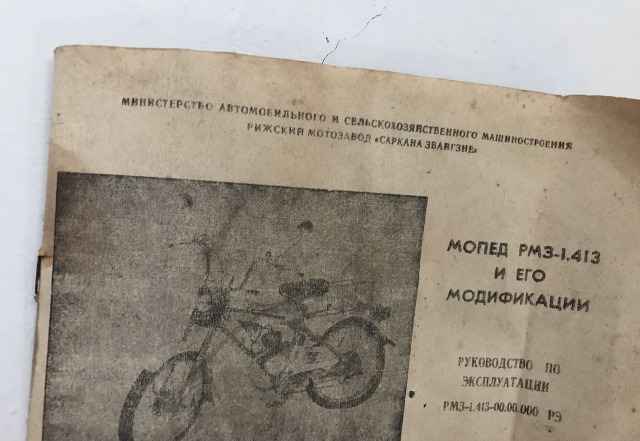 МИНИСТЕРСТВО АВТОМОБИЛЬНОГО И СЕЛЬСКОХОЗЯЙСТВЕННОГО МАШИНОСТРОЕНИЯ
РИЖСКИЙ МОТОЗАВОД «САРКАНА ЗВАЙГЗНЕ»
МОПЕД РМЗ-1.413
И ЕГО
МОДИФИКАЦИИ
РУКОВОДСТВО ПО
ЭКСПЛУАТАЦИИ
РМЗ-1.413-00.00.000 РЭ